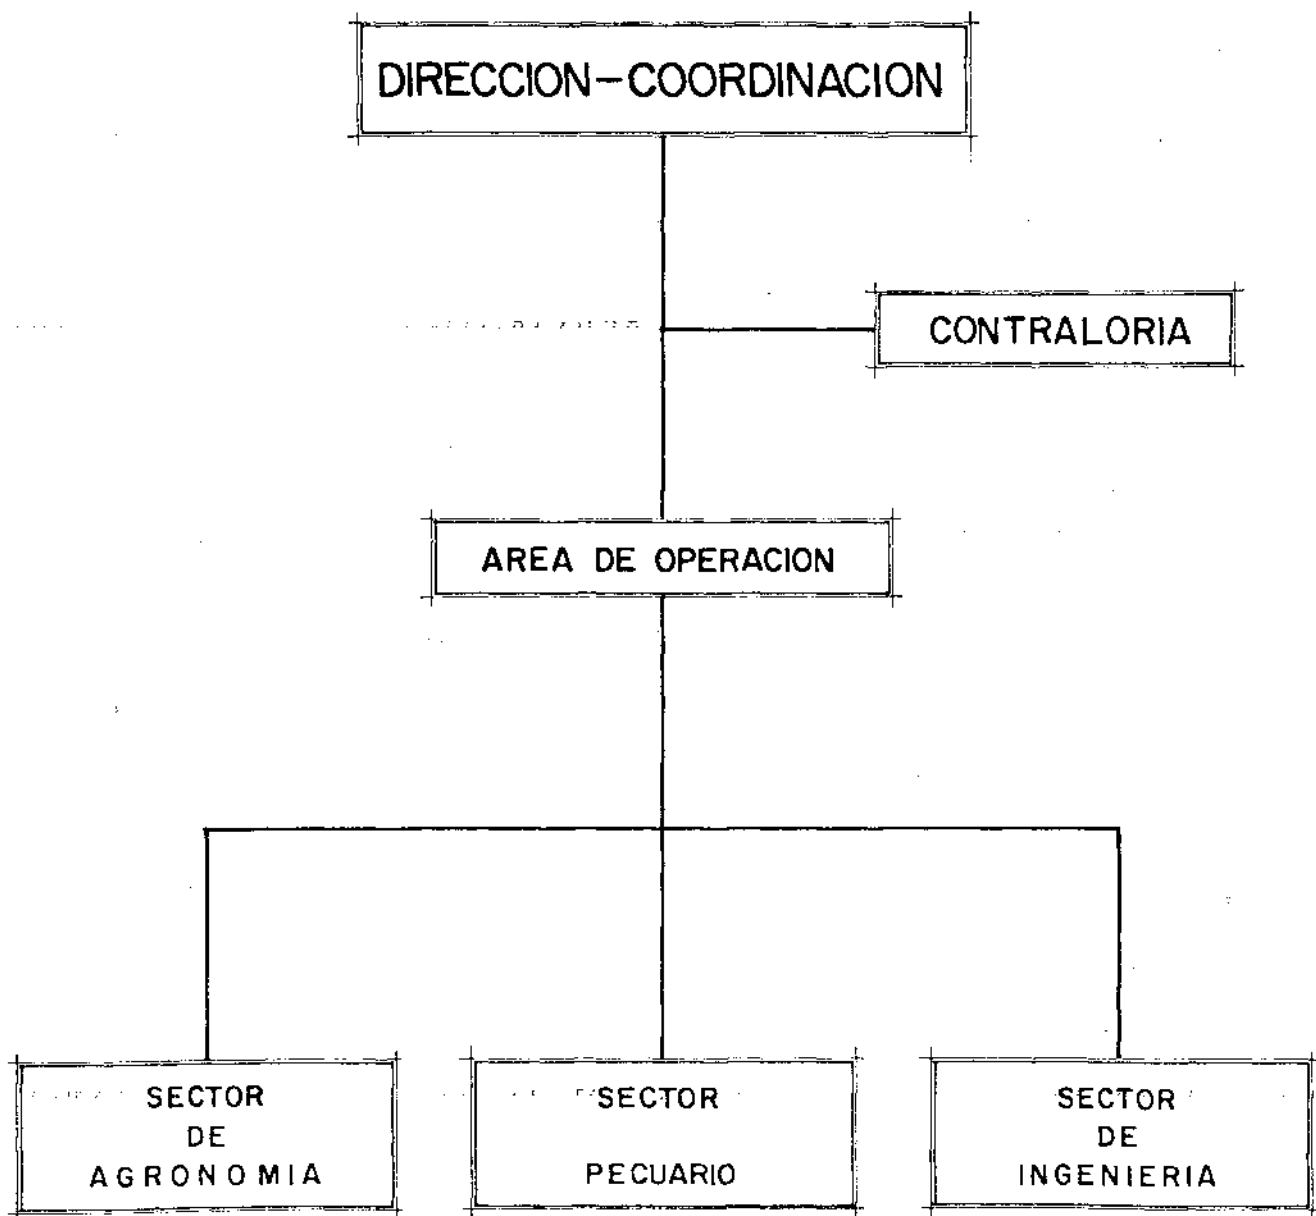 DIRECCION-COORDINACION
CONTRALORIA
AREA DE OPERACION
SECTOR
DE
AGRONOMIA
SECTOR
PECUARIO
SECTOR
DE
INGENIERIA